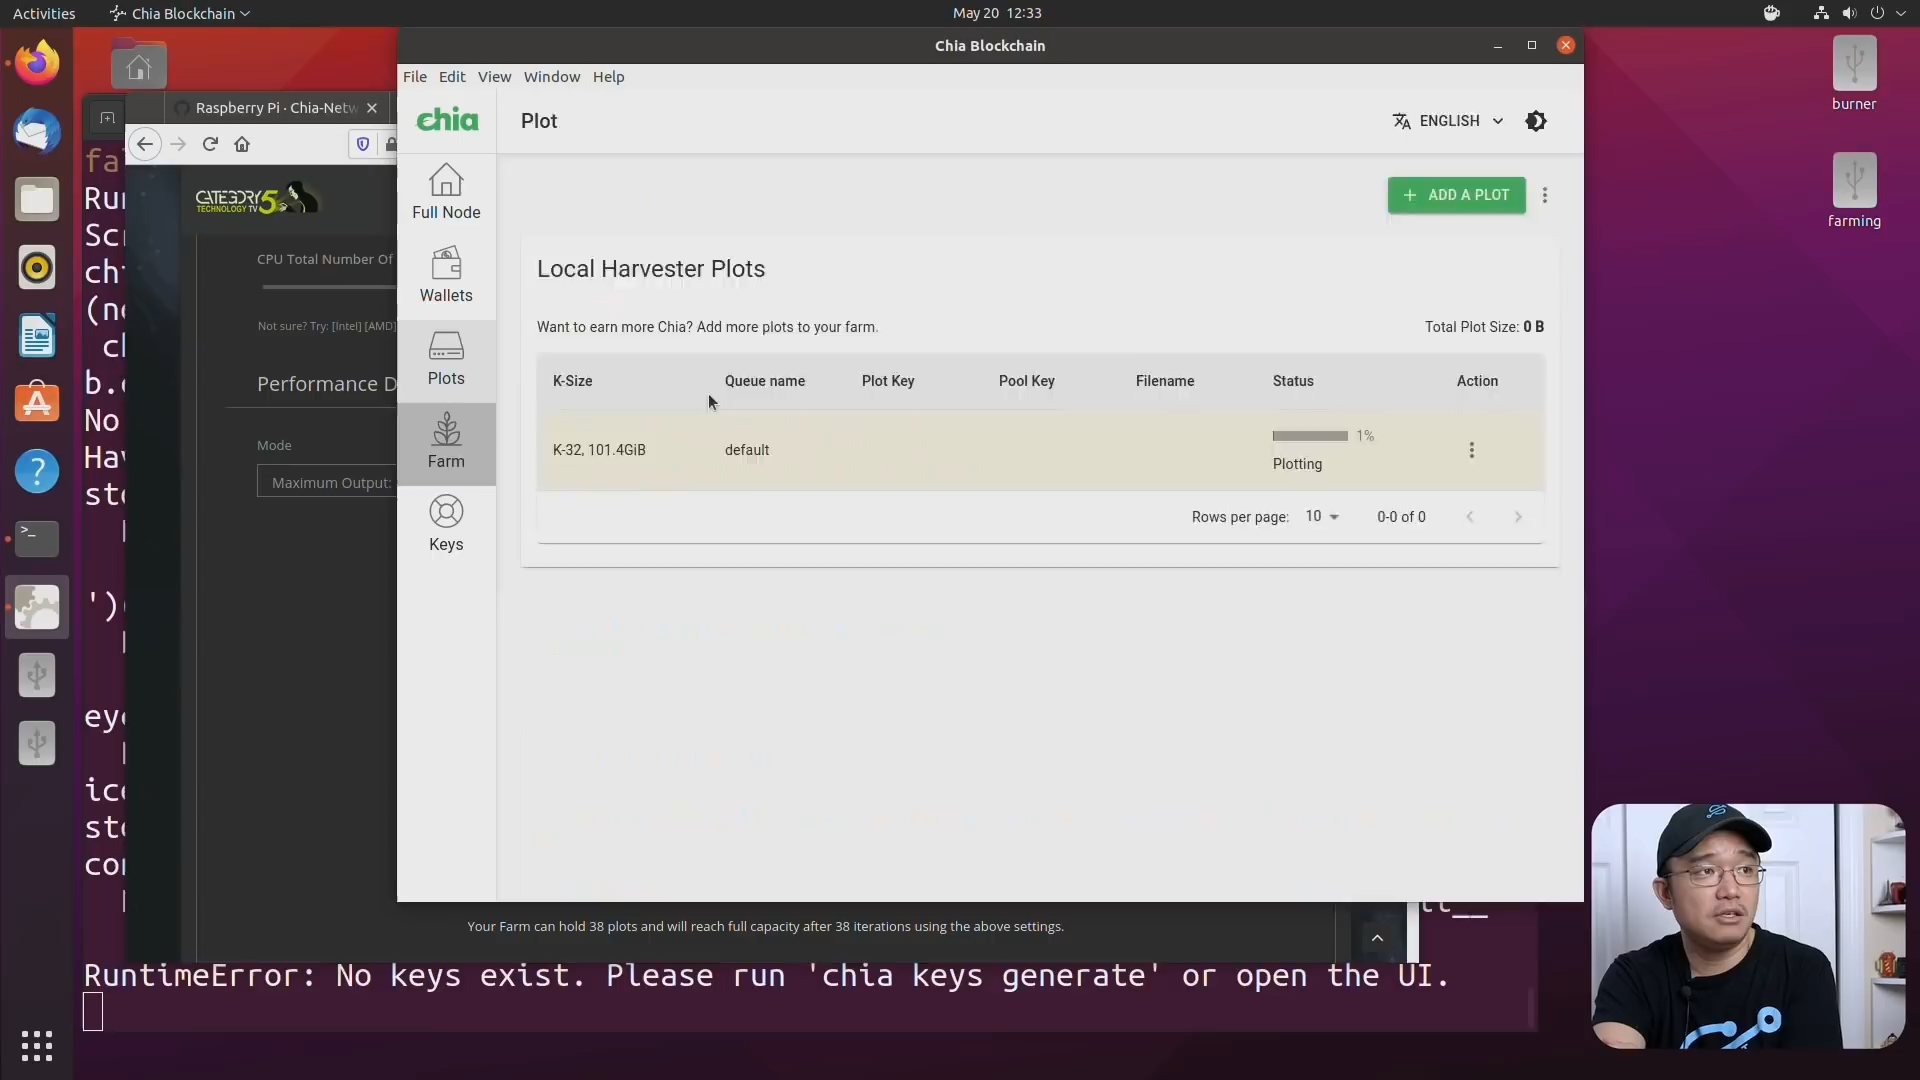 Activities
Chia Blockchain
May 20 12:33
Chia Blockchain
File Edit View Window Help
Raspberry Pi · Chia-Netw
chia
Plot
ENGLISH
burner
farming
CATEGORY5
TECHNOLOGY TV
Full Node
Wallets
Plots
Farm
Keys
+ ADD A PLOT
Local Harvester Plots
Want to earn more Chia? Add more plots to your farm.
Total Plot Size: 0 B
K-Size Queue name Plot Key Pool Key Filename Status Action
K-32, 101.4GiB default 1%
Plotting
Rows per page: 10 0-0 of 0
CPU Total Number Of
Not sure? Try: [Intel] [AMD]
Performance D
Mode
Maximum Output:
Your Farm can hold 38 plots and will reach full capacity after 38 iterations using the above settings.
RuntimeError: No keys exist. Please run 'chia keys generate' or open the UI.